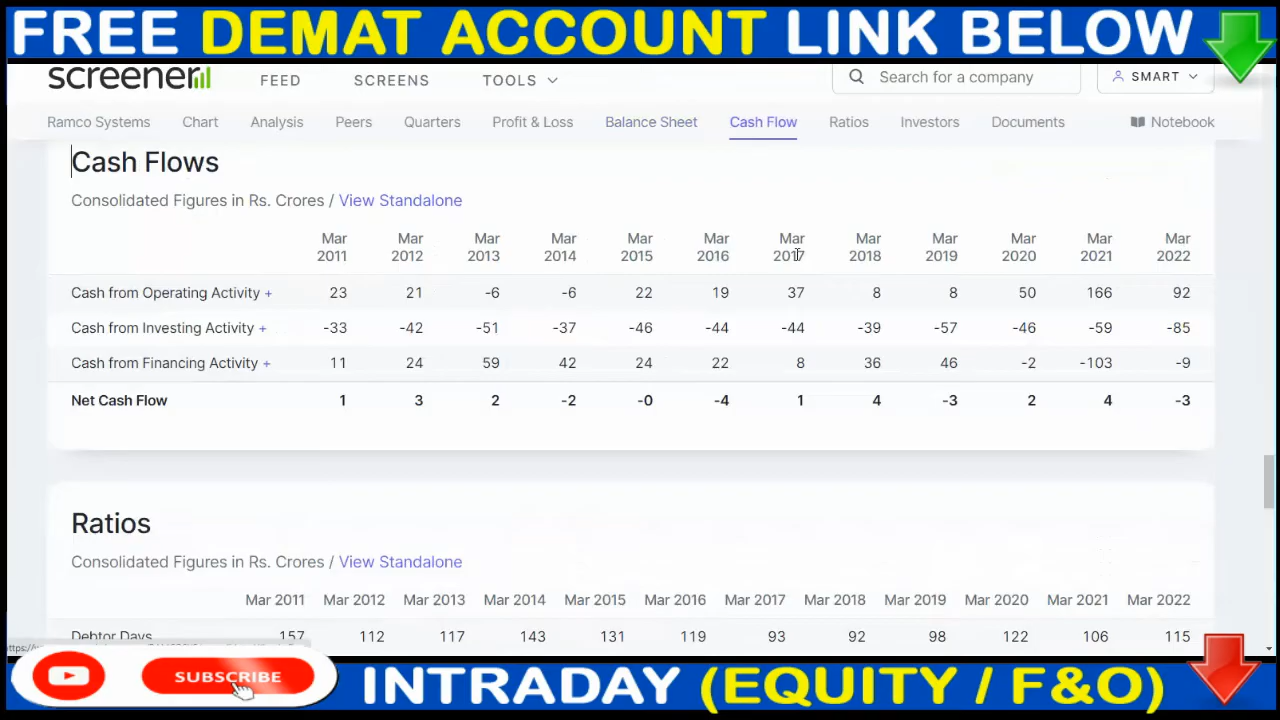 FREE DEMAT ACCOUNT LINK BELOW
screener FEED SCREENS TOOLS Search for a company SMART
Ramco Systems Chart Analysis Peers Quarters Profit & Loss Balance Sheet Cash Flow Ratios Investors Documents Notebook
Cash Flows
Consolidated Figures in Rs. Crores / View Standalone
Mar Mar Mar Mar Mar Mar Mar Mar Mar Mar Mar Mar
2011 2012 2013 2014 2015 2016 2017 2018 2019 2020 2021 2022
Cash from Operating Activity + 23 21 -6 -6 22 19 37 8 8 50 166 92
Cash from Investing Activity + -33 -42 -51 -37 -46 -44 -44 -39 -57 -46 -59 -85
Cash from Financing Activity + 11 24 59 42 24 22 8 36 46 -2 -103 -9
Net Cash Flow 1 3 2 -2 -0 -4 1 4 -3 2 4 -3
Ratios
Consolidated Figures in Rs. Crores / View Standalone
Mar 2011 Mar 2012 Mar 2013 Mar 2014 Mar 2015 Mar 2016 Mar 2017 Mar 2018 Mar 2019 Mar 2020 Mar 2021 Mar 2022
Debtor Days 157 112 117 143 131 119 93 92 98 122 106 115
SUBSCRIBE INTRADAY (EQUITY / F&O)